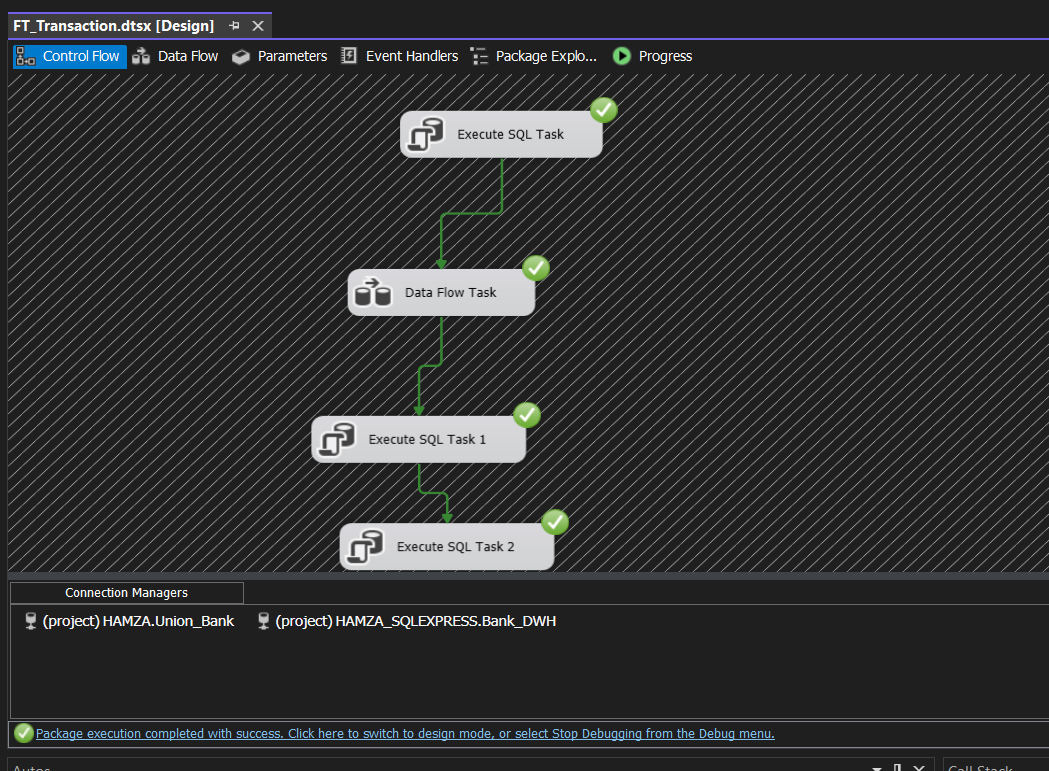 FT_Transaction.dtsx [Design]
Control Flow Data Flow Parameters Event Handlers Package Explo... Progress
Execute SQL Task
Data Flow Task
Execute SQL Task 1
Execute SQL Task 2
Connection Managers
(project) HAMZA.Union_Bank (project) HAMZA_SQLEXPRESS.Bank_DWH
Package execution completed with success. Click here to switch to design mode, or select Stop Debugging from the Debug menu.
Autos Call Stack